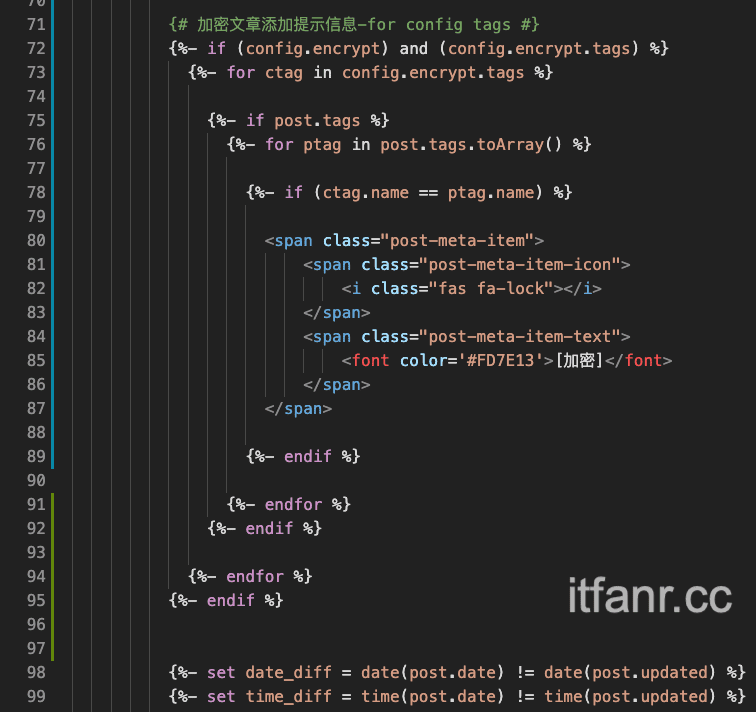 70
71 {# 加密文章添加提示信息-for config tags #}
72 {%- if (config.encrypt) and (config.encrypt.tags) %}
73 {%- for ctag in config.encrypt.tags %}
74
75 {%- if post.tags %}
76 {%- for ptag in post.tags.toArray() %}
77
78 {%- if (ctag.name == ptag.name) %}
79
80 <span class="post-meta-item">
81 <span class="post-meta-item-icon">
82 <i class="fas fa-lock"></i>
83 </span>
84 <span class="post-meta-item-text">
85 <font color='#FD7E13'>[加密]</font>
86 </span>
87 </span>
88
89 {%- endif %}
90
91 {%- endfor %}
92 {%- endif %}
93
94 {%- endfor %}
95 {%- endif %}
itfanr.cc
96
97
98 {%- set date_diff = date(post.date) != date(post.updated) %}
99 {%- set time_diff = time(post.date) != time(post.updated) %}